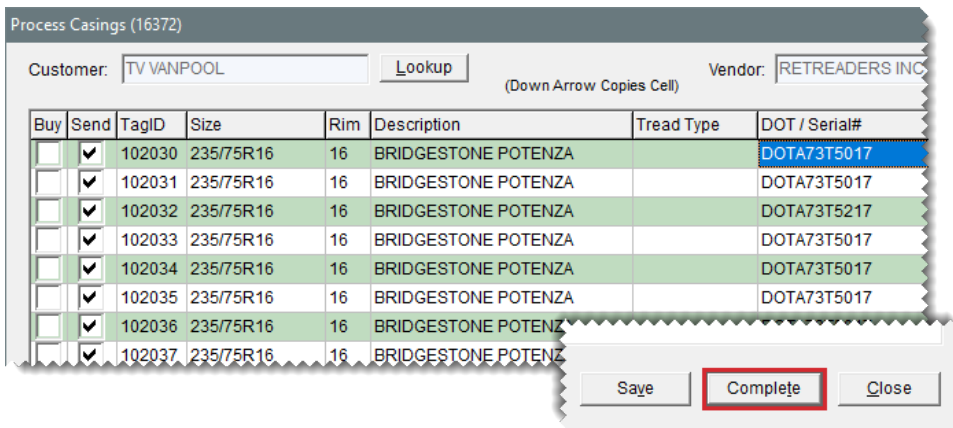 Process Casings (16372)
Customer: TV VANPOOL Lookup (Down Arrow Copies Cell) Vendor: RETREADERS INC
Buy Send TagID Size Rim Description Tread Type DOT / Serial#
102030 235/75R16 16 BRIDGESTONE POTENZA DOTA73T5017
102031 235/75R16 16 BRIDGESTONE POTENZA DOTA73T5017
102032 235/75R16 16 BRIDGESTONE POTENZA DOTA73T5217
102033 235/75R16 16 BRIDGESTONE POTENZA DOTA73T5017
102034 235/75R16 16 BRIDGESTONE POTENZA DOTA73T5017
102035 235/75R16 16 BRIDGESTONE POTENZA DOTA73T5017
102036 235/75R16 16 BRIDGESTONE POTENZ
102037 235/75R16 16 BRIDGESTONE POTENZ
Save Complete Close